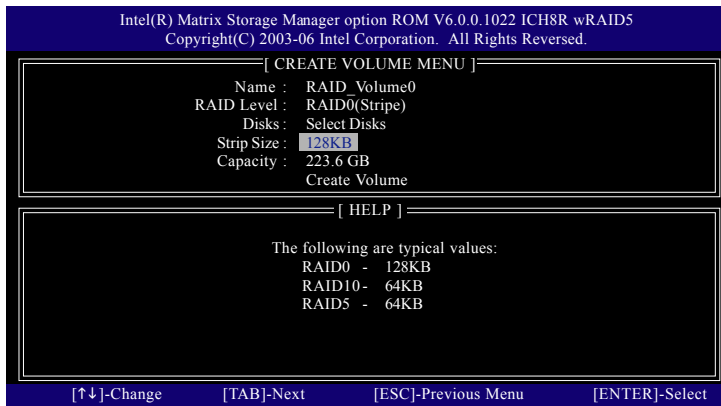 Intel(R) Matrix Storage Manager option ROM V6.0.0.1022 ICH8R wRAID5
Copyright(C) 2003-06 Intel Corporation.  All Rights Reversed.
[ CREATE VOLUME MENU ]
Name :  RAID_Volume0
RAID Level :  RAID0(Stripe)
Disks :  Select Disks
Strip Size :  128KB
Capacity :  223.6 GB
Create Volume
[ HELP ]
The following are typical values:
RAID0  -  128KB
RAID10 -  64KB
RAID5  -  64KB
[↑↓]-Change  [TAB]-Next  [ESC]-Previous Menu  [ENTER]-Select